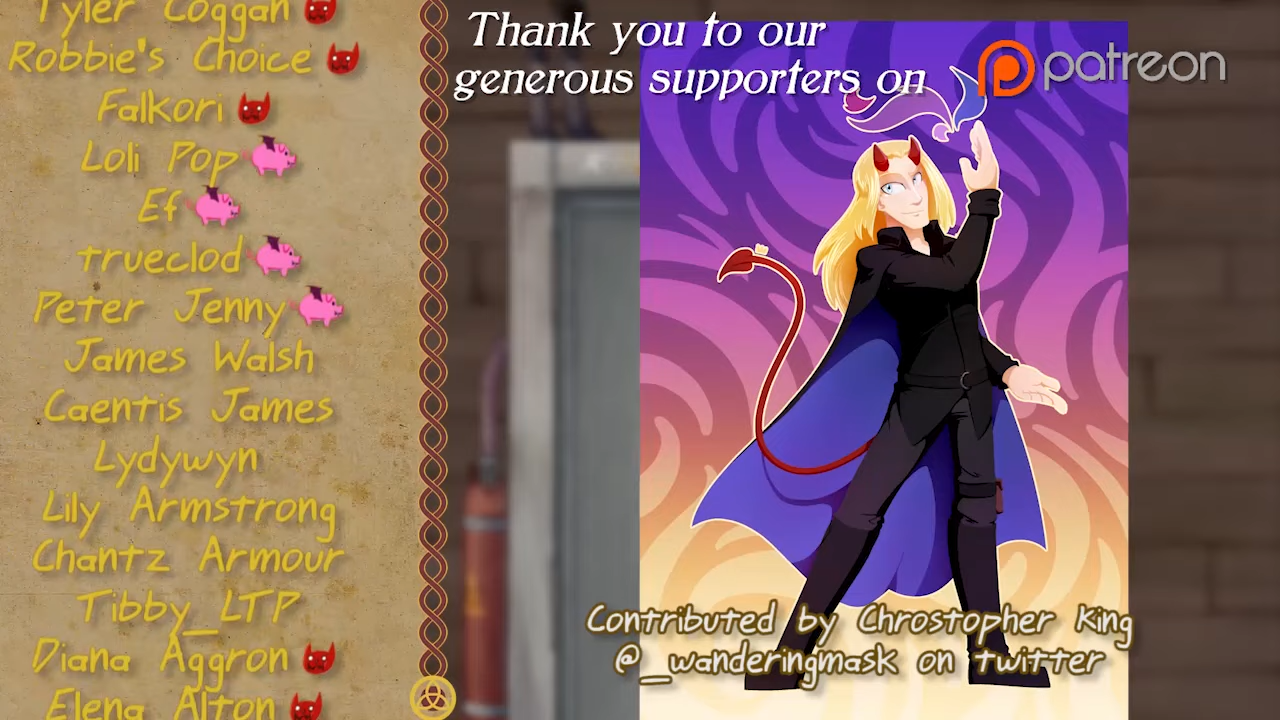 Tyler Coggan
Robbie's Choice
Falkori
Loli Pop
Ef
trueclod
Peter Jenny
James Walsh
Caentis James
Lydywyn
Lily Armstrong
Chantz Armour
Tibby_LTP
Diana Aggron
Elena Alton
Thank you to our
generous supporters on
patreon
Contributed by Chrostopher King
@_wanderingmask on twitter